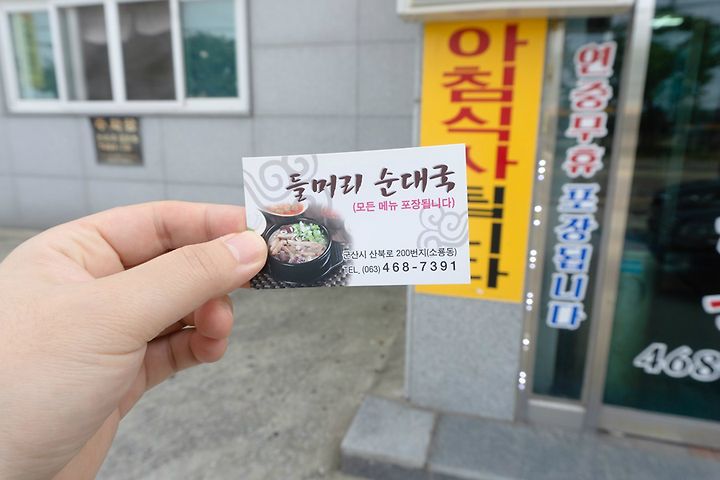 들머리 순대국
(모든 메뉴 포장됩니다)
군산시 산북로 200번지(소룡동)
TEL, (063) 468-7391
아침식사됩니다
연중무휴 포장됩니다
468